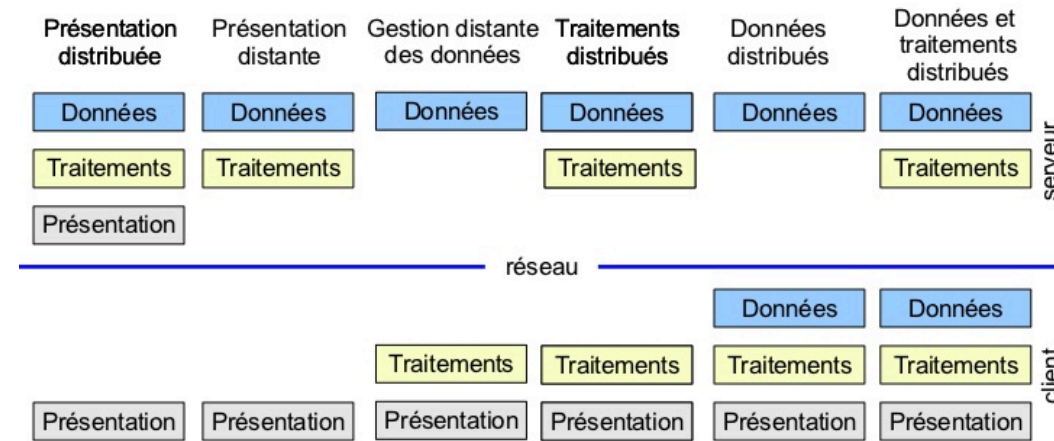 Présentation distribuée
Présentation distante
Gestion distante des données
Traitements distribués
Données distribués
Données et traitements distribués
Données Données Données Données Données Données
Traitements Traitements Traitements Traitements
Présentation
serveur
réseau
Données Données
Traitements Traitements Traitements Traitements
client
Présentation Présentation Présentation Présentation Présentation Présentation